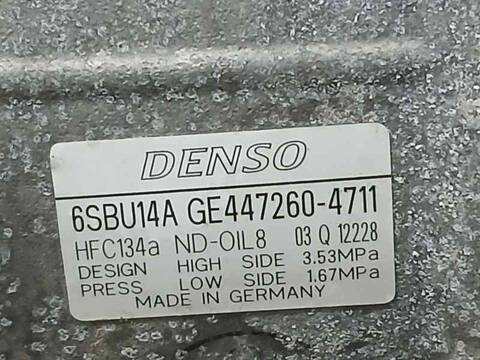 DENSO
6SBU14A GE447260-4711
HFC134a ND-OIL8 03 Q 12228
DESIGN HIGH SIDE 3.53MPa
PRESS LOW SIDE 1.67MPa
MADE IN GERMANY